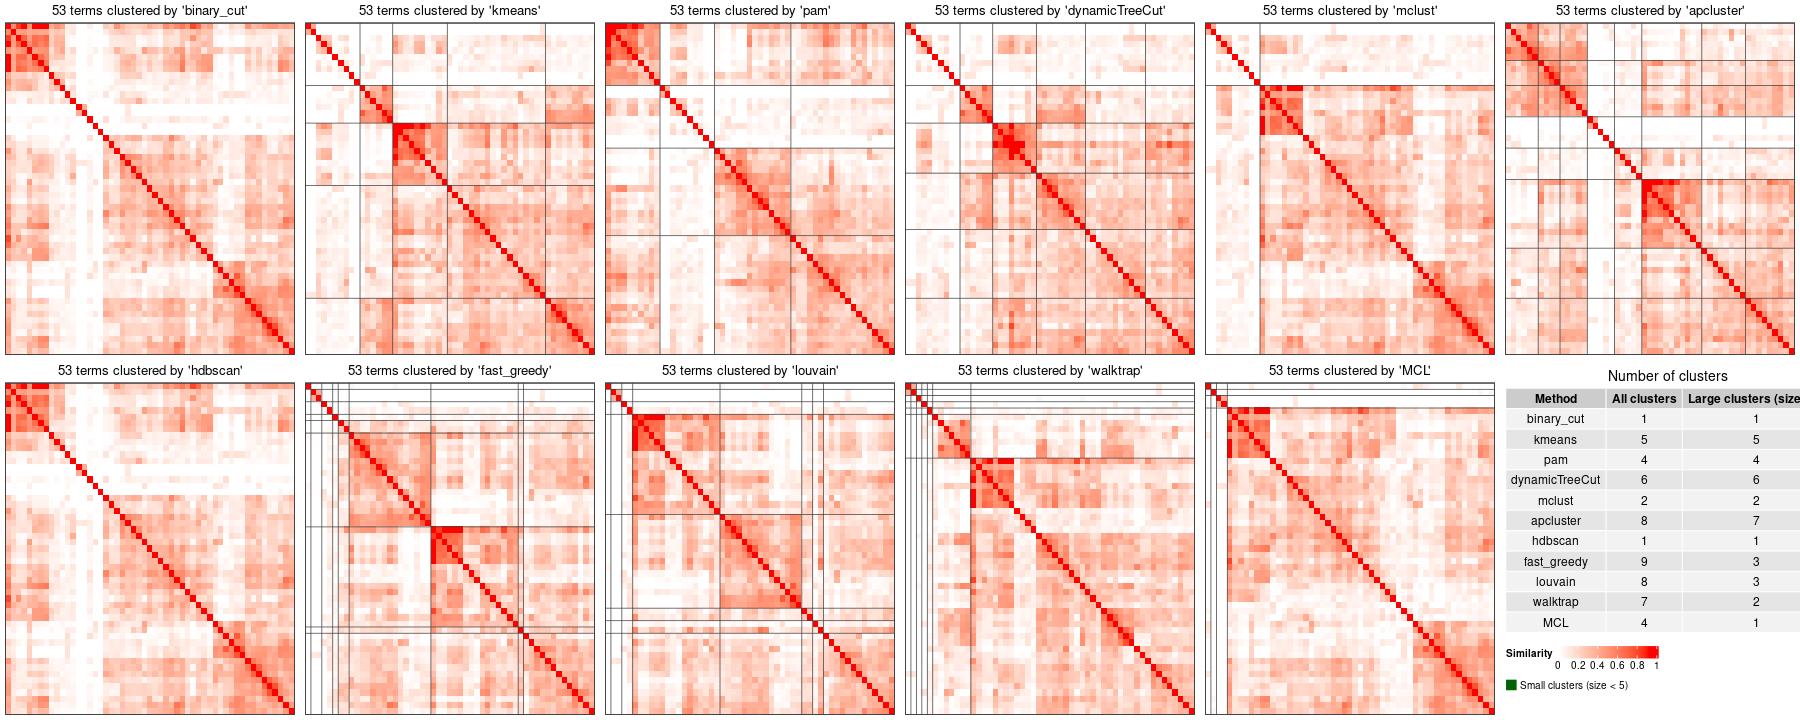 53 terms clustered by 'binary_cut'
53 terms clustered by 'kmeans'
53 terms clustered by 'pam'
53 terms clustered by 'dynamicTreeCut'
53 terms clustered by 'mclust'
53 terms clustered by 'apcluster'
53 terms clustered by 'hdbscan'
53 terms clustered by 'fast_greedy'
53 terms clustered by 'louvain'
53 terms clustered by 'walktrap'
53 terms clustered by 'MCL'
Number of clusters
Method All clusters Large clusters (size
binary_cut 1 1
kmeans 5 5
pam 4 4
dynamicTreeCut 6 6
mclust 2 2
apcluster 8 7
hdbscan 1 1
fast_greedy 9 3
louvain 8 3
walktrap 7 2
MCL 4 1
Similarity
0 0.2 0.4 0.6 0.8 1
Small clusters (size < 5)